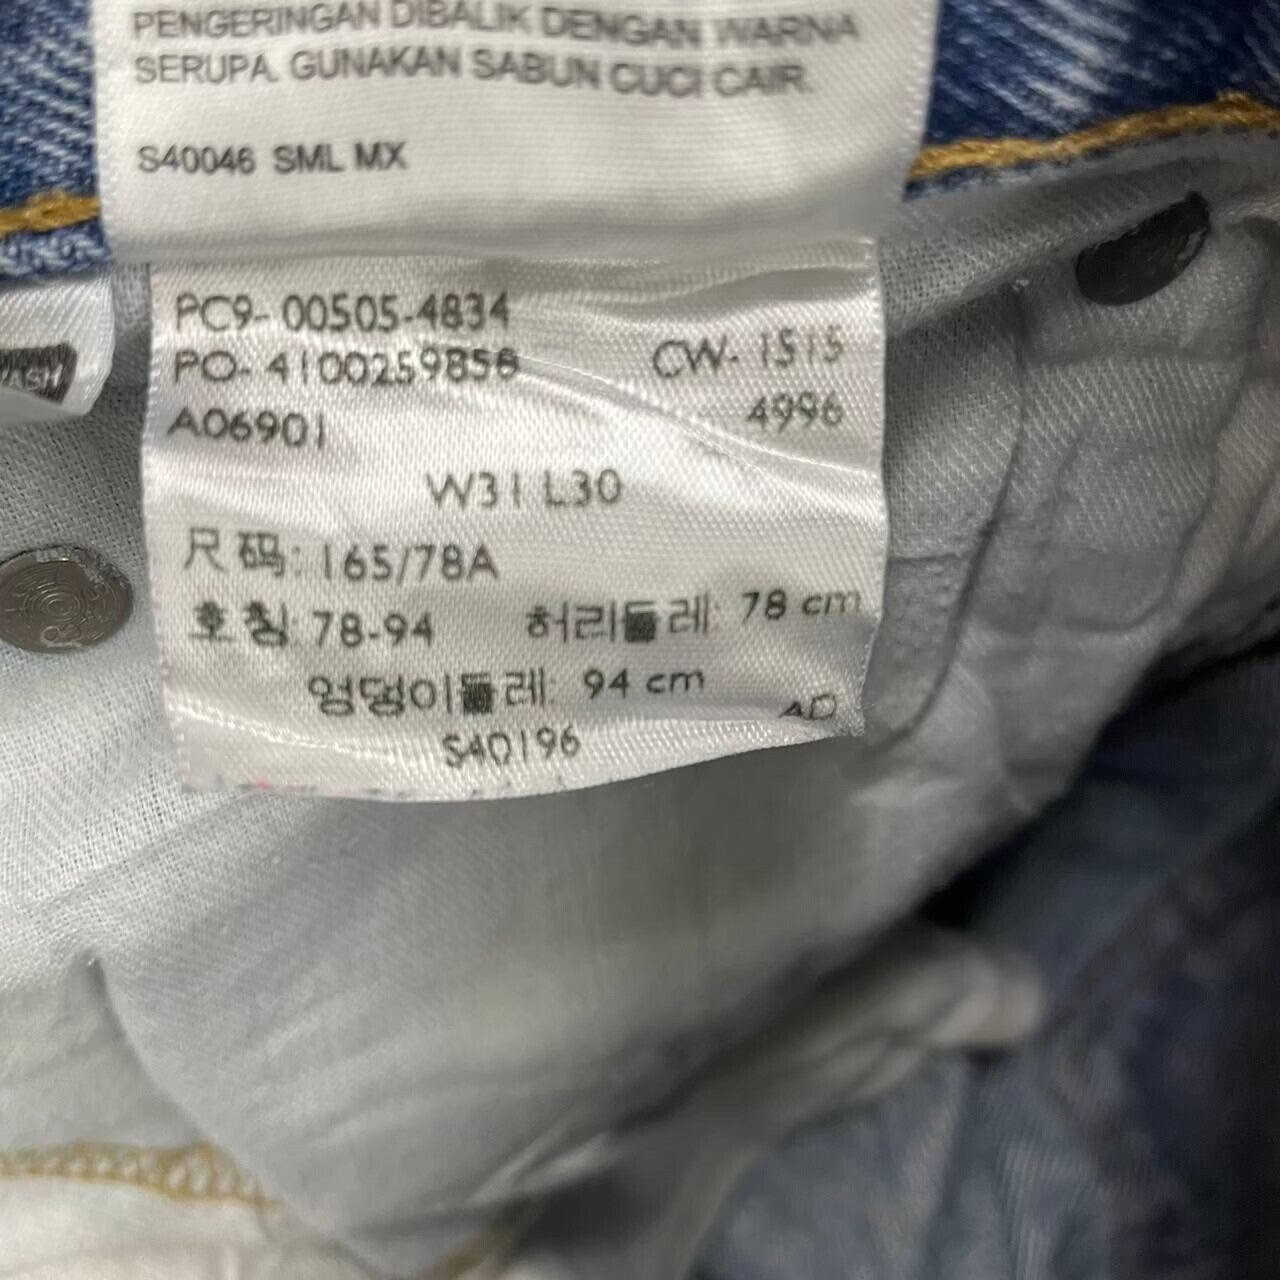 PENGERINGAN DIBALIK DENGAN WARNA
SERUPA. GUNAKAN SABUN CUCI CAIR.
S40046 SML MX
PC9- 00505-4834
PO- 4100259858 CW- 1515
A06901 4996
W31 L30
尺码: 165/78A
호칭: 78-94 허리둘레: 78 cm
엉덩이둘레: 94 cm
AD
S40196